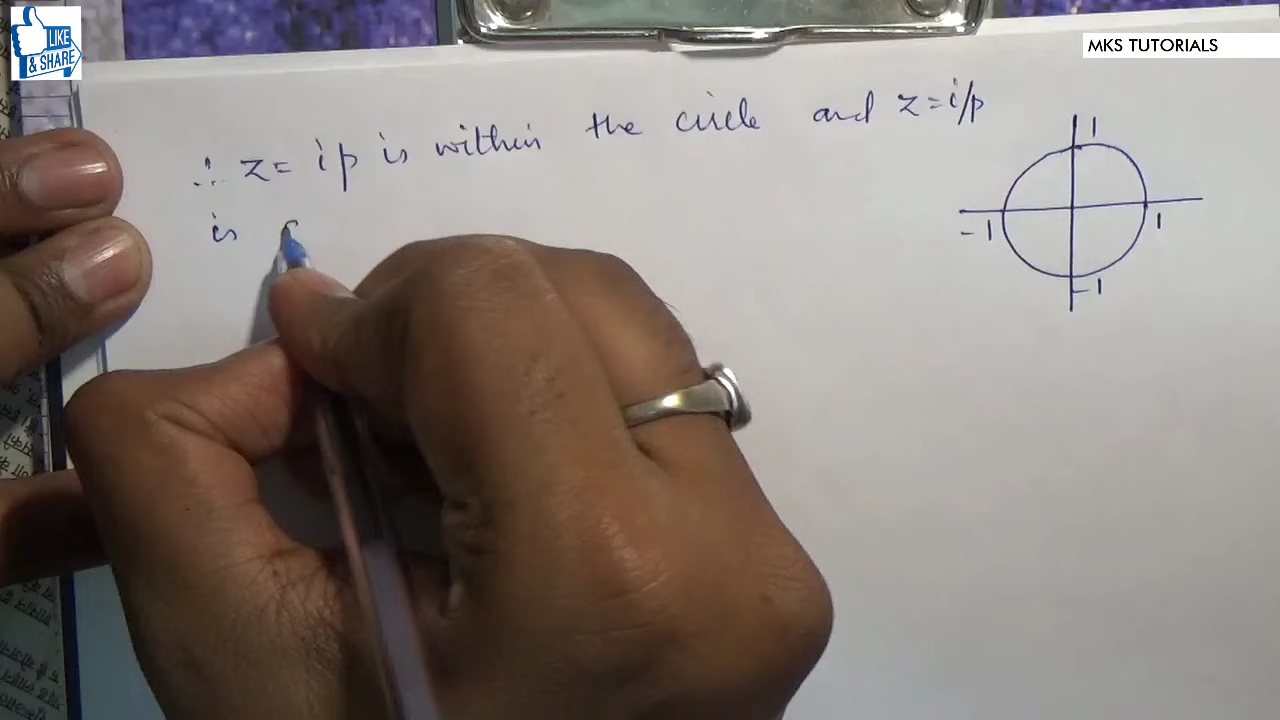 LIKE
& SHARE
MKS TUTORIALS
∴ z = ip is within the circle and z = i/p
is
1
-1
1
-1